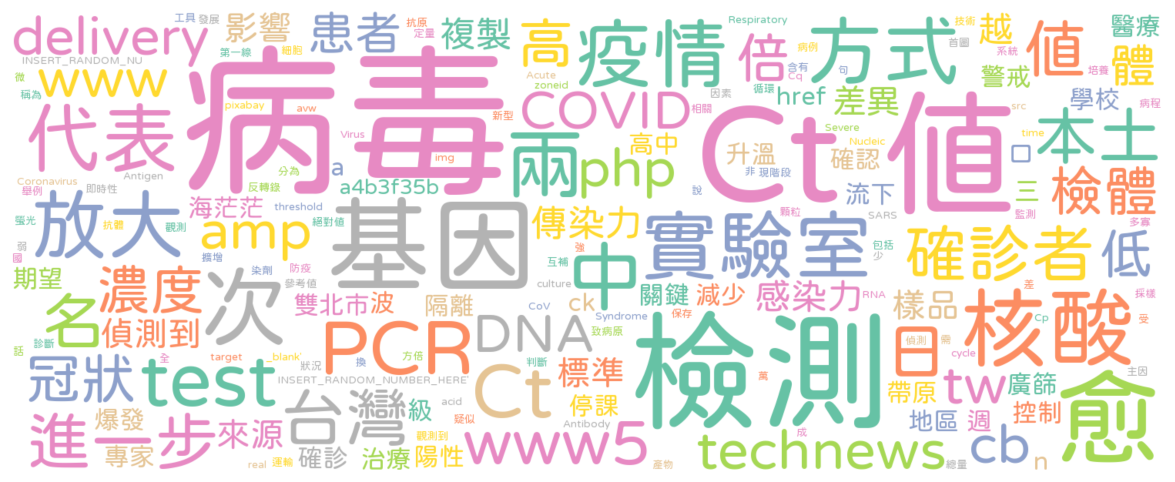 delivery
工具
發展
影響
患者
抗原
定量
複製
高
疫情
Respiratory
倍
方式
首圖
技術
越
系統
值
醫療
體
INSERT_RANDOM_NU
第一線
細胞
www
微
稱為
pixabay
avw
病毒
Acute
zoneid
病例
含有
句
Cq
循環
警戒
培養
代表
Virus
img
新型
COVID
相關
因素
href
差異
src
學校
病程
Coronavirus
舉例
Antigen
即時性
分為
反轉錄
a
a4b3f35b
兩
php
高中
Ct
值
升溫
Severe
Nucleic
確認
非
現階段
time
口
本土
螢光
放大
抗體
觀測
海茫茫
threshold
絕對值
基因
傳染力
說
顆粒
流下
SARS
三
監測
檢體
多寡
弱
國
擴增
amp
強
互補
中
實驗室
包括
少
確診者
低
期望
濃度
次
染劑
防疫
參考值
culture
關鍵
減少
感染力
RNA
樣品
差
採樣
名
偵測到
雙北市
波
隔離
ck
CoV
Syndrome
致病原
保存
檢測
日
Cp
核酸
受
話
診斷
全
target
_blank'
換
PCR
方倍
DNA
判斷
標準
萬
偵測
需
cycle
主因
冠狀
test
狀況
INSERT_RANDOM_NUMBER_HERE
Ct
停課
帶原
tw
廣篩
愈
進一步
爆發
來源
台灣
acid
級
疑似
Antibody
地區
週
控制
專家
real
運輸
確診
治療
觀測到
陽性
www5
產物
technews
成
總量
cb
n